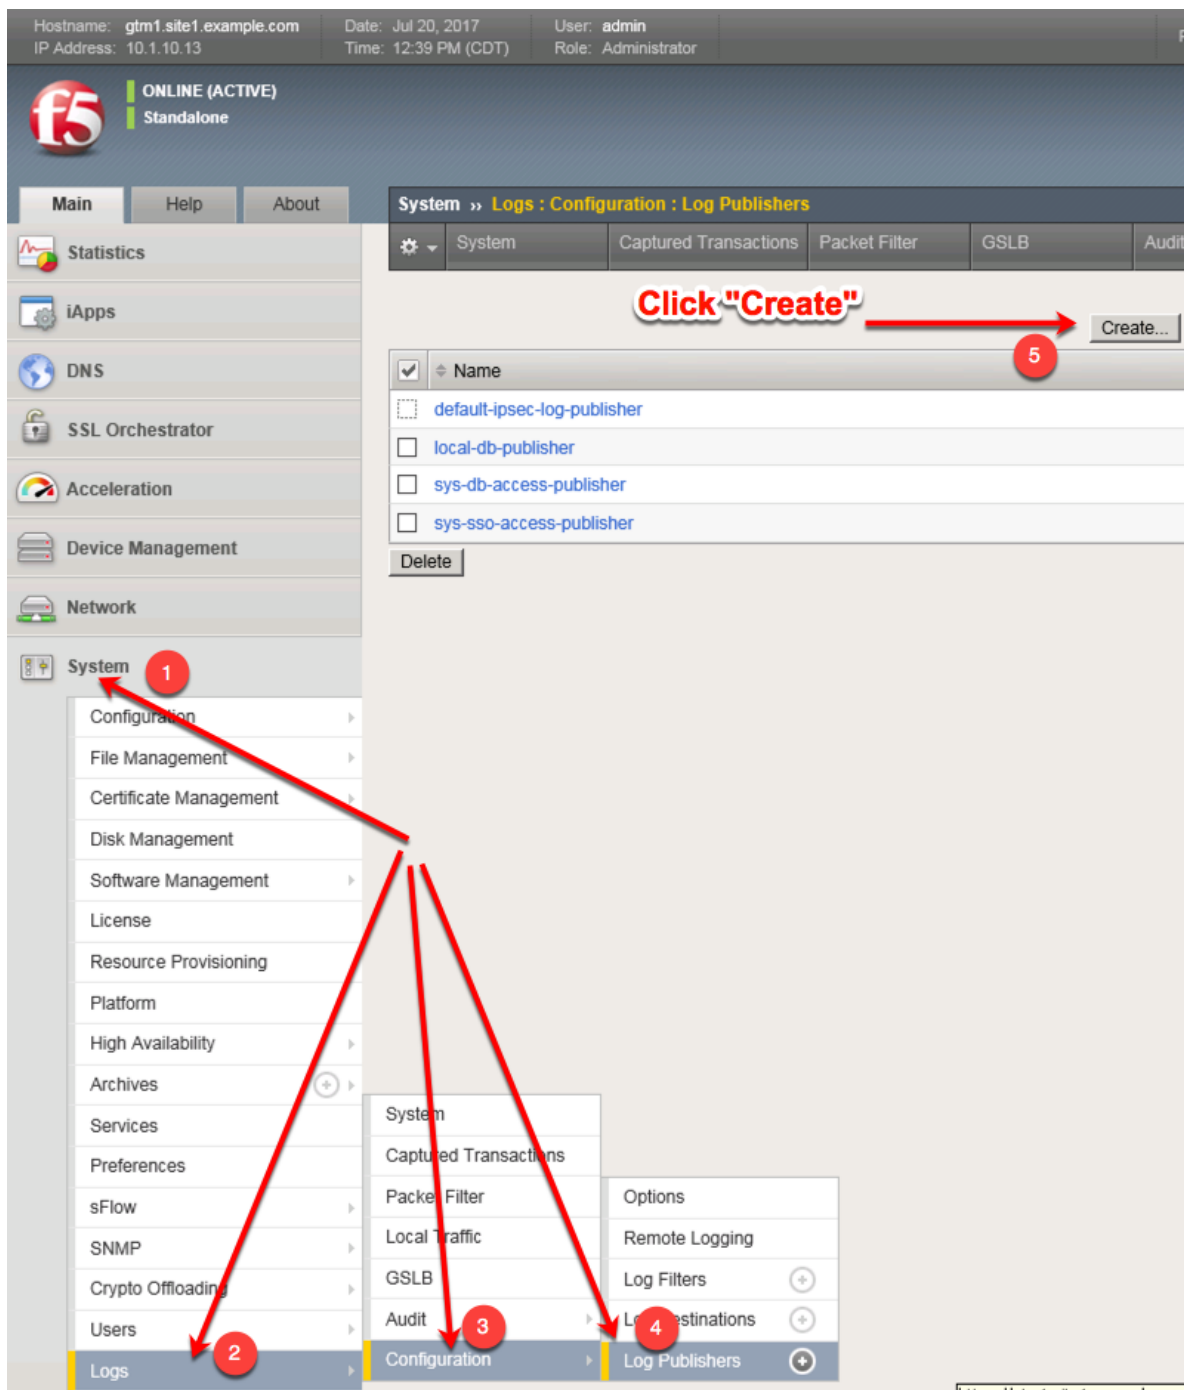 Hostname: gtm1.site1.example.com Date: Jul 20, 2017 User: admin
IP Address: 10.1.10.13 Time: 12:39 PM (CDT) Role: Administrator
f5
ONLINE (ACTIVE)
Standalone
Main Help About
System ›› Logs : Configuration : Log Publishers
System Captured Transactions Packet Filter GSLB Audit
Statistics
iApps
Click "Create"
Create...
5
DNS
Name
default-ipsec-log-publisher
SSL Orchestrator
local-db-publisher
Acceleration
sys-db-access-publisher
sys-sso-access-publisher
Device Management
Delete
Network
System 1
Configuration
File Management
Certificate Management
Disk Management
Software Management
License
Resource Provisioning
Platform
High Availability
Archives
Services
Preferences
sFlow
SNMP
Crypto Offloading
Users
Logs 2
System
Captured Transactions
Packet Filter
Local Traffic
GSLB
Audit
Configuration 3
Options
Remote Logging
Log Filters
Log Destinations
Log Publishers 4